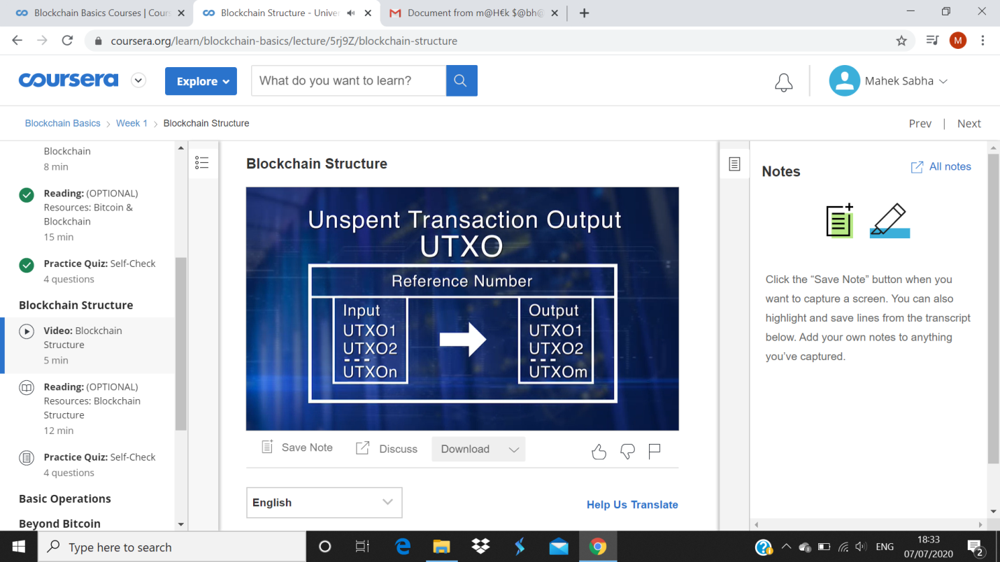 Blockchain Basics Courses | Cour
Blockchain Structure - Univer
Document from m@H€k $@bh@
coursera.org/learn/blockchain-basics/lecture/5rj9Z/blockchain-structure
M
coursera
Explore
What do you want to learn?
Mahek Sabha
Blockchain Basics > Week 1 > Blockchain Structure
Prev | Next
Blockchain
8 min
Reading: (OPTIONAL)
Resources: Bitcoin &
Blockchain
15 min
Practice Quiz: Self-Check
4 questions
Blockchain Structure
Video: Blockchain
Structure
5 min
Reading: (OPTIONAL)
Resources: Blockchain
Structure
12 min
Practice Quiz: Self-Check
4 questions
Basic Operations
Beyond Bitcoin
Blockchain Structure
Unspent Transaction Output
UTXO
Reference Number
Input
UTXO1
UTXO2
---
UTXOn
Output
UTXO1
UTXO2
---
UTXOm
Save Note
Discuss
Download
English
Help Us Translate
Notes
All notes
Click the “Save Note” button when you
want to capture a screen. You can also
highlight and save lines from the transcript
below. Add your own notes to anything
you’ve captured.
Type here to search
ENG
18:33
07/07/2020
2